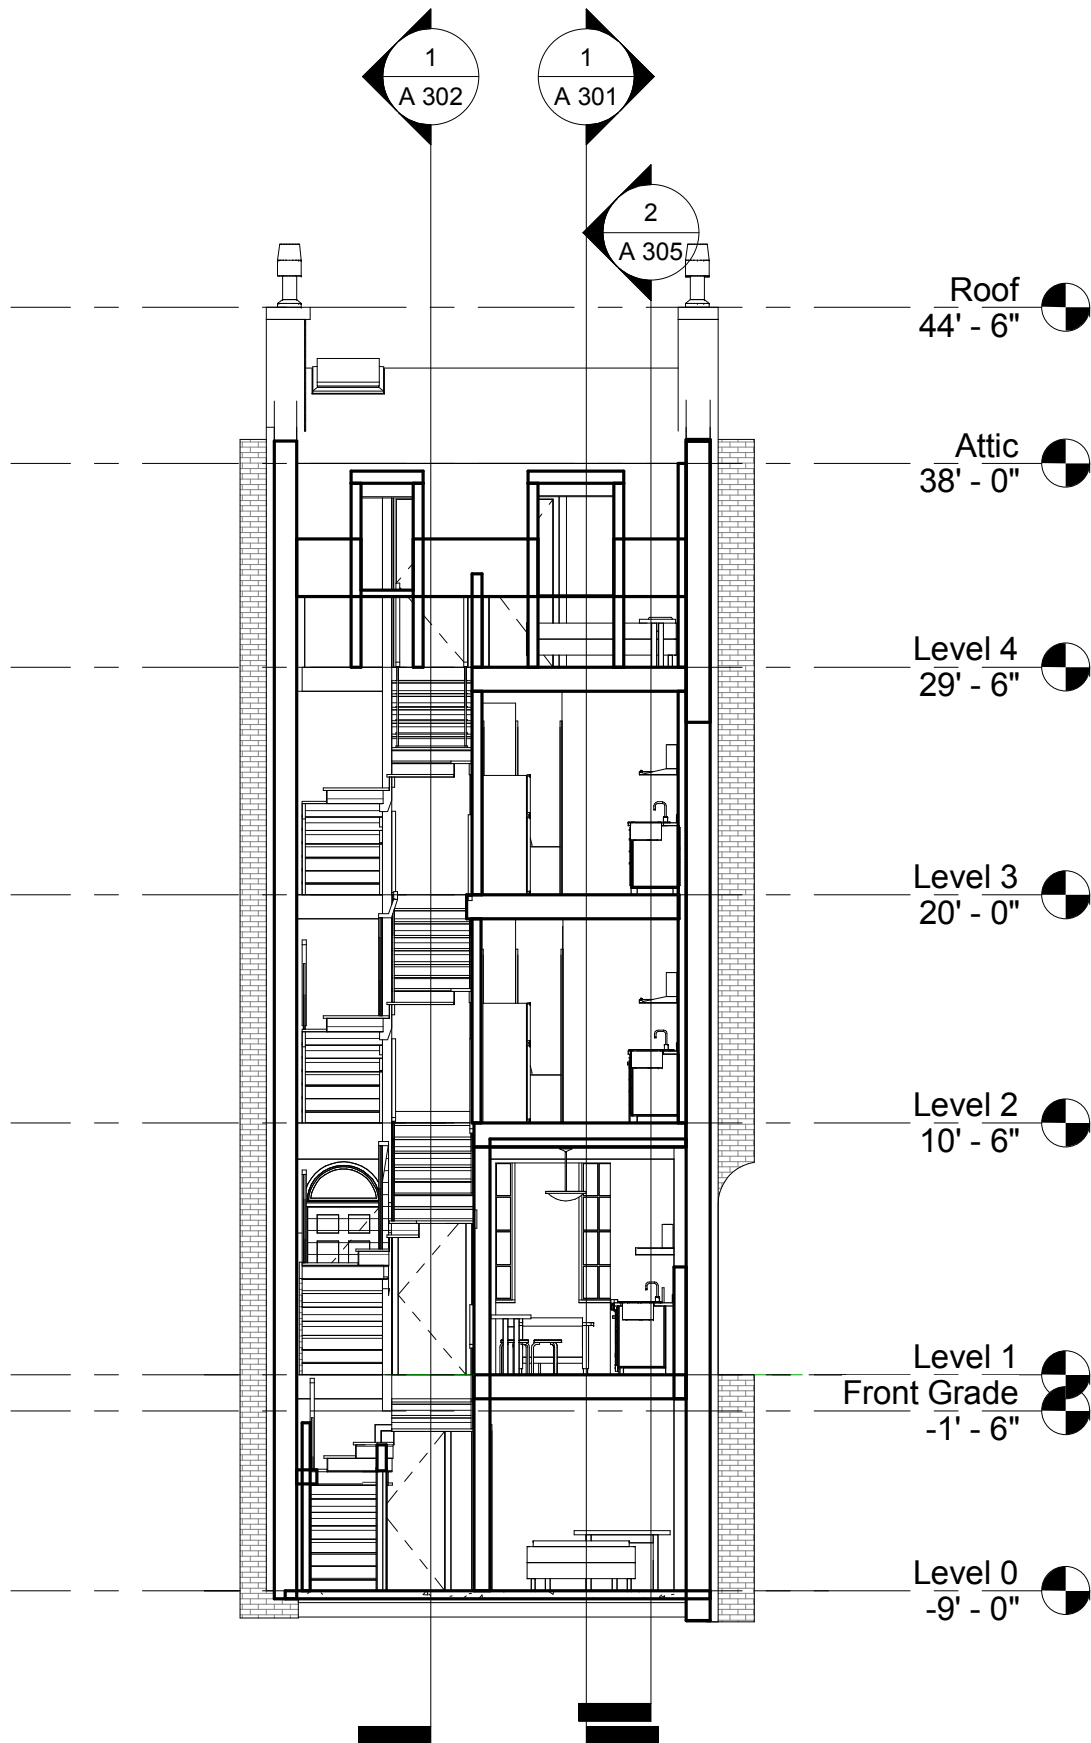 1
A 302
1
A 301
2
A 305
Roof
44' - 6"
Attic
38' - 0"
Level 4
29' - 6"
Level 3
20' - 0"
Level 2
10' - 6"
Level 1
Front Grade
-1' - 6"
Level 0
-9' - 0"